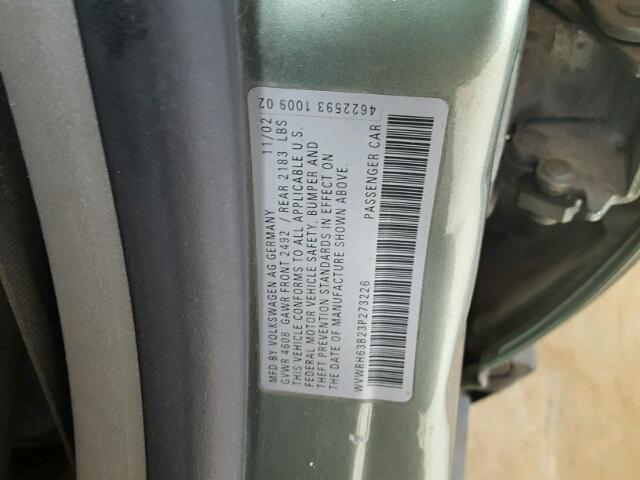 MFD BY VOLKSWAGEN AG GERMANY 11/02
GVWR 4608 GAWR FRONT 2492 / REAR 2183 LBS
THIS VEHICLE CONFORMS TO ALL APPLICABLE U.S.
FEDERAL MOTOR VEHICLE SAFETY, BUMPER AND
THEFT PREVENTION STANDARDS IN EFFECT ON
THE DATE OF MANUFACTURE SHOWN ABOVE.
WVWRH63B23P273226 PASSENGER CAR
4622593 1009 02